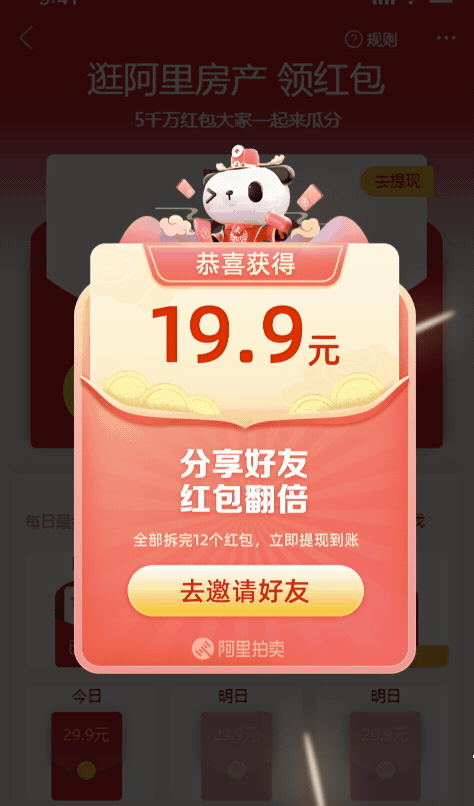 规则
逛阿里房产 领红包
5千万红包大家一起来瓜分
去提现
恭喜获得
19.9元
分享好友
红包翻倍
全部拆完12个红包，立即提现到账
去邀请好友
阿里拍卖
今日
明日
明日
29.9元
29.9元
29.9元